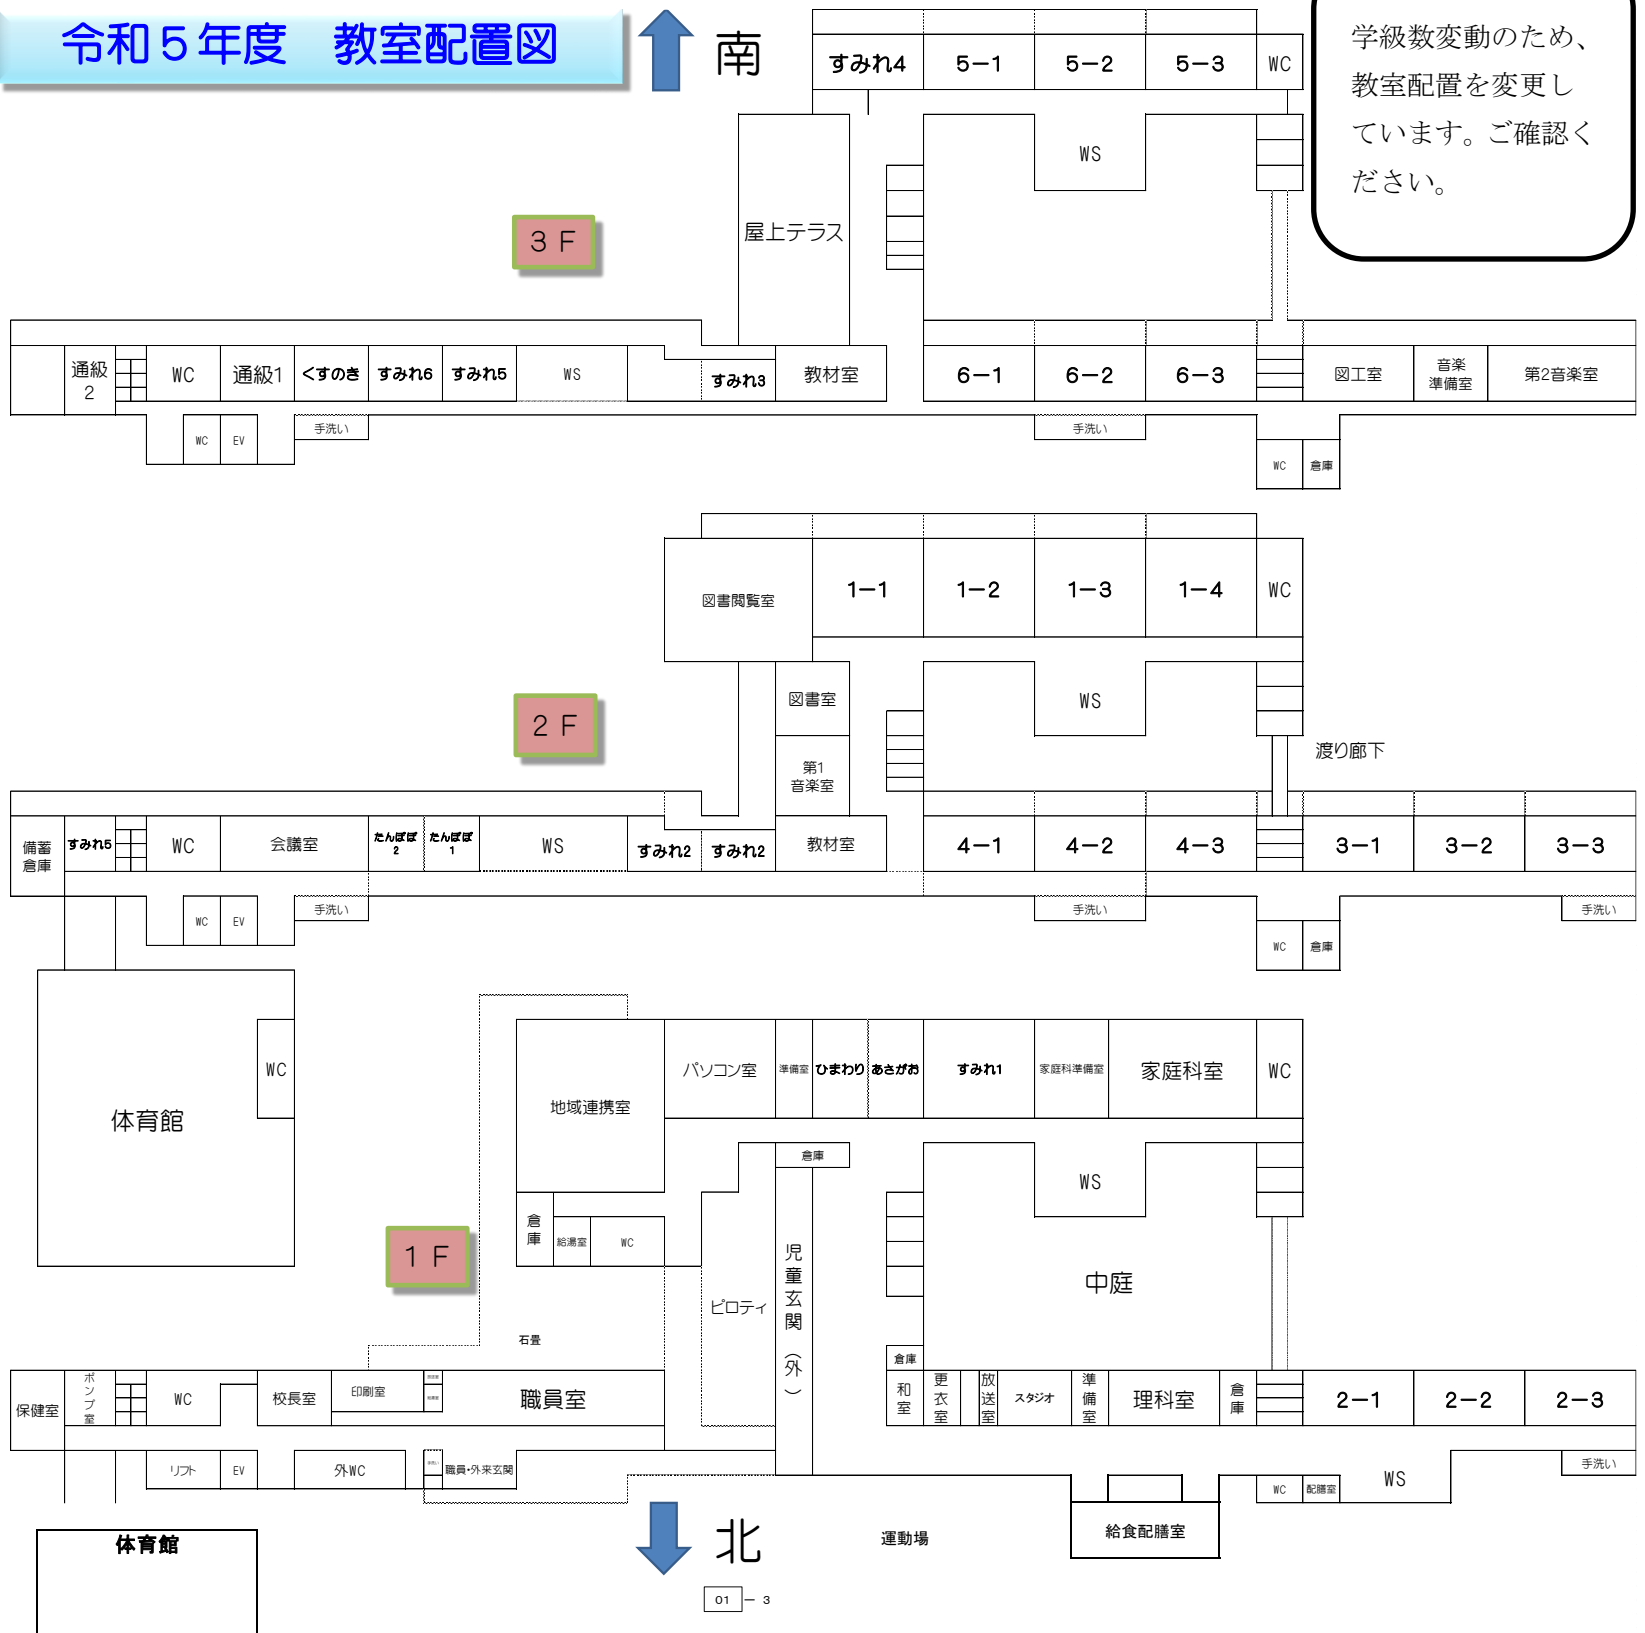 令和５年度　教室配置図
南
学級数変動のため、
教室配置を変更し
ています。ご確認く
ださい。
すみれ4
5－1
5－2
5－3
WC
WS
屋上テラス
３Ｆ
通級
2
WC
通級1
くすのき
すみれ6
すみれ5
WS
すみれ3
教材室
6－1
6－2
6－3
図工室
音楽
準備室
第2音楽室
WC
EV
手洗い
手洗い
WC
倉庫
図書閲覧室
1－1
1－2
1－3
1－4
WC
図書室
WS
２Ｆ
第1
音楽室
渡り廊下
備蓄
倉庫
すみれ5
WC
会議室
たんぽぽ
2
たんぽぽ
1
WS
すみれ2
すみれ2
教材室
4－1
4－2
4－3
3－1
3－2
3－3
WC
EV
手洗い
手洗い
手洗い
WC
倉庫
体育館
WC
地域連携室
パソコン室
準備室
ひまわり
あさがお
すみれ1
家庭科準備室
家庭科室
WC
倉庫
WS
倉庫
給湯室
WC
１Ｆ
ピロティ
児童玄関（外）
中庭
石畳
倉庫
保健室
ポンプ室
WC
校長室
印刷室
職員室
和室
更衣室
放送室
スタジオ
準備室
理科室
倉庫
2－1
2－2
2－3
リフト
EV
外WC
職員・外来玄関
WC
配膳室
WS
手洗い
体育館
北
運動場
給食配膳室
01 － 3